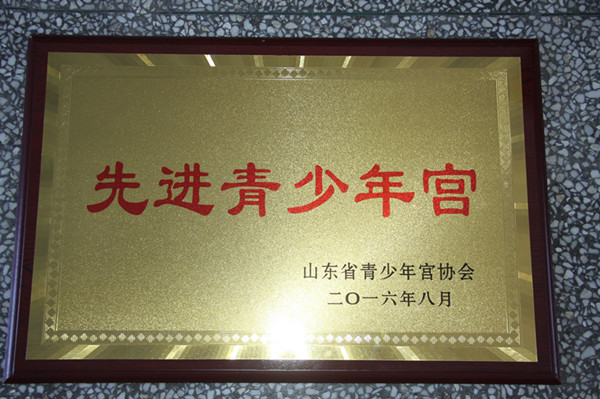 先进青少年宫
山东省青少年宫协会
二〇一六年八月